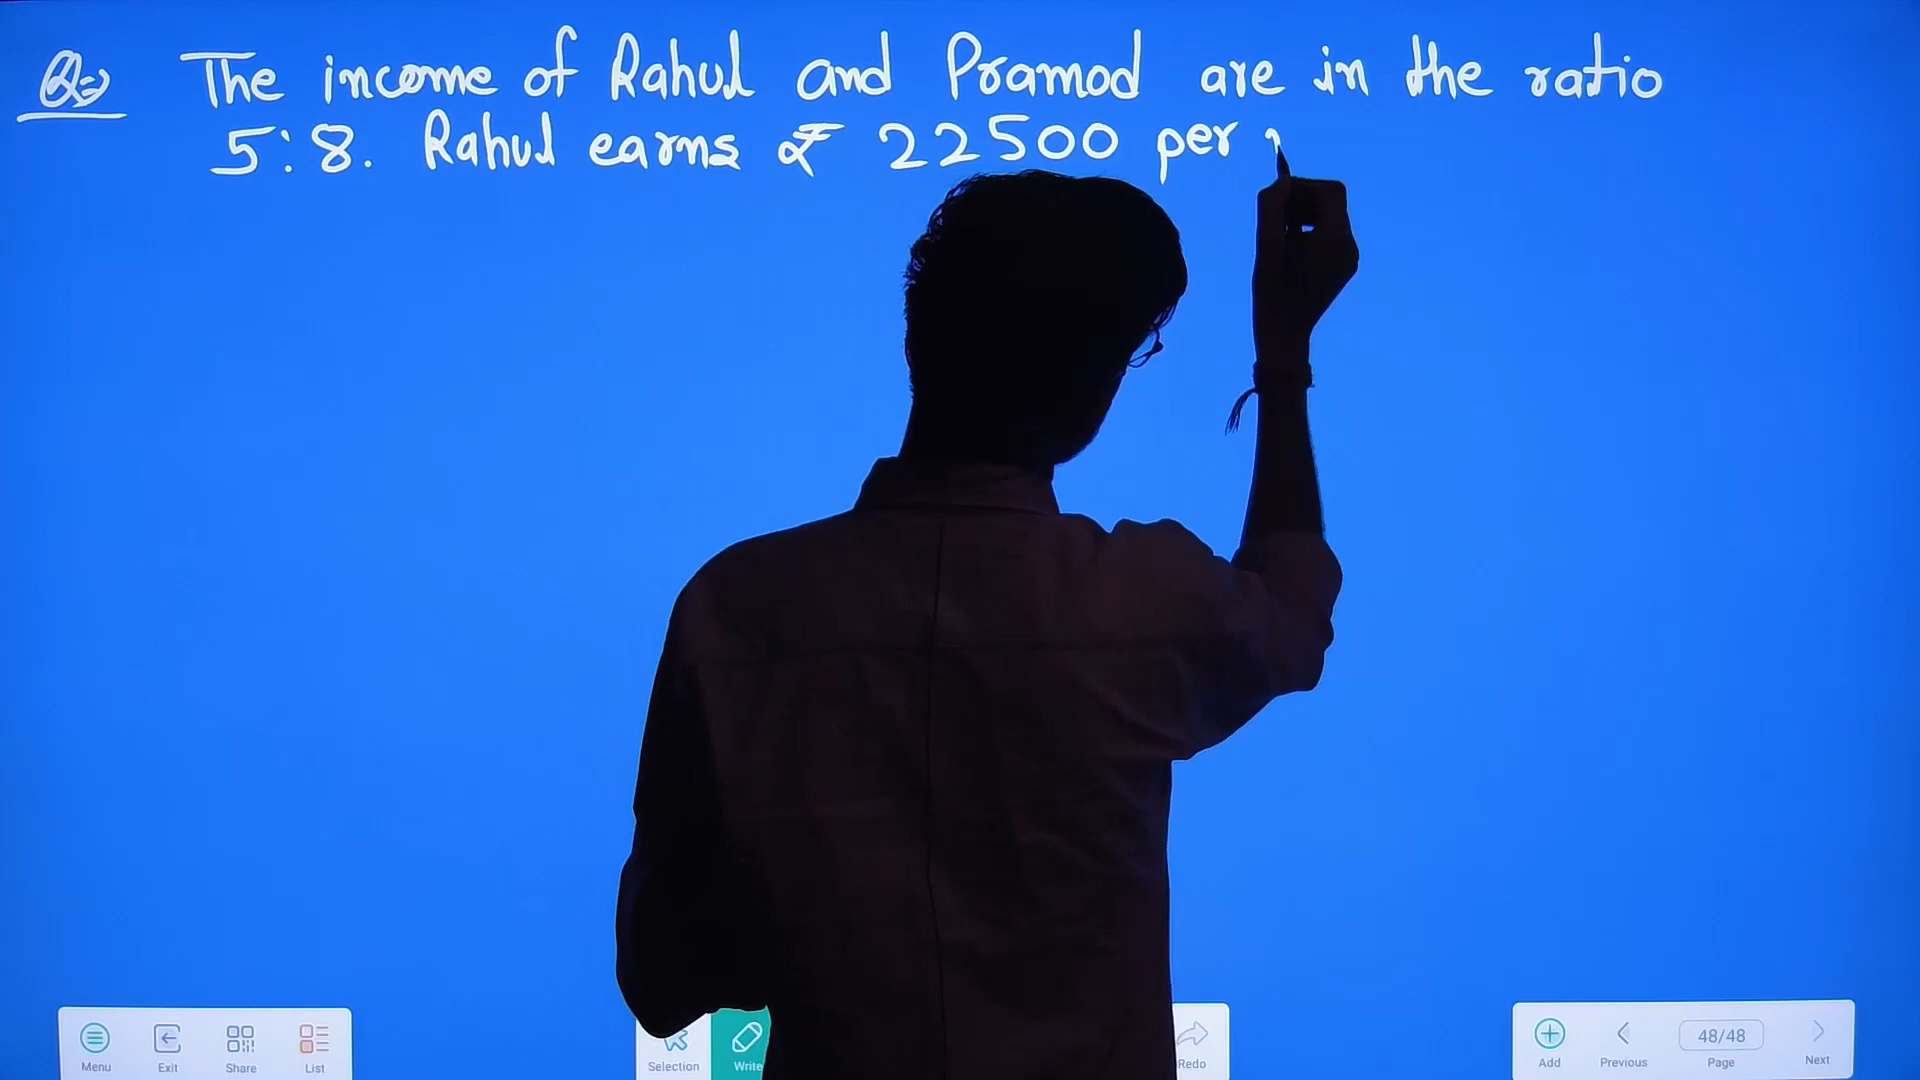 Q⇒ The income of Rahul and Pramod are in the ratio
5:8. Rahul earns ₹ 22500 per
Menu Exit Share List Selection Write Redo Add Previous 48/48 Page Next